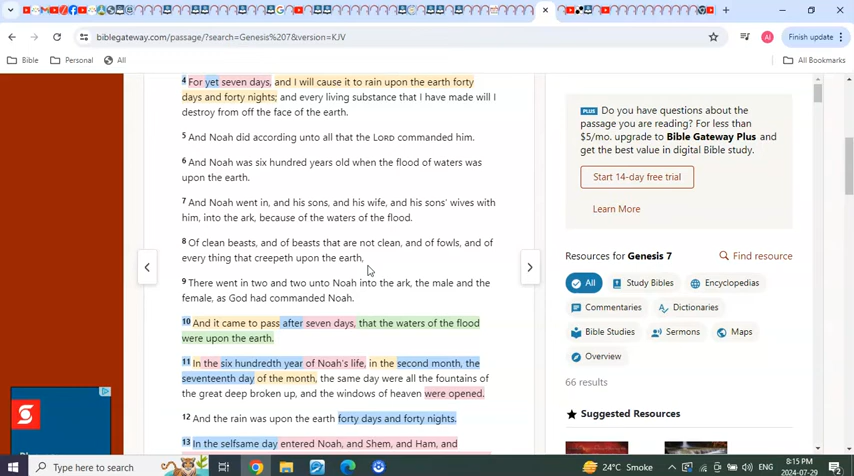 biblegateway.com/passage/?search=Genesis%207&version=KJV
AI
Finish update
Bible
Personal
All
All Bookmarks
4 For yet seven days, and I will cause it to rain upon the earth forty
days and forty nights; and every living substance that I have made will I
destroy from off the face of the earth.
5 And Noah did according unto all that the LORD commanded him.
6 And Noah was six hundred years old when the flood of waters was
upon the earth.
7 And Noah went in, and his sons, and his wife, and his sons' wives with
him, into the ark, because of the waters of the flood.
8 Of clean beasts, and of beasts that are not clean, and of fowls, and of
every thing that creepeth upon the earth,
9 There went in two and two unto Noah into the ark, the male and the
female, as God had commanded Noah.
10 And it came to pass after seven days, that the waters of the flood
were upon the earth.
11 In the six hundredth year of Noah's life, in the second month, the
seventeenth day of the month, the same day were all the fountains of
the great deep broken up, and the windows of heaven were opened.
12 And the rain was upon the earth forty days and forty nights.
13 In the selfsame day entered Noah, and Shem, and Ham, and
PLUS Do you have questions about the
passage you are reading? For less than
$5/mo. upgrade to Bible Gateway Plus and
get the best value in digital Bible study.
Start 14-day free trial
Learn More
Resources for Genesis 7
Find resource
All
Study Bibles
Encyclopedias
Commentaries
Dictionaries
Bible Studies
Sermons
Maps
Overview
66 results
Suggested Resources
Type here to search
24°C Smoke
8:15 PM
2024-07-29